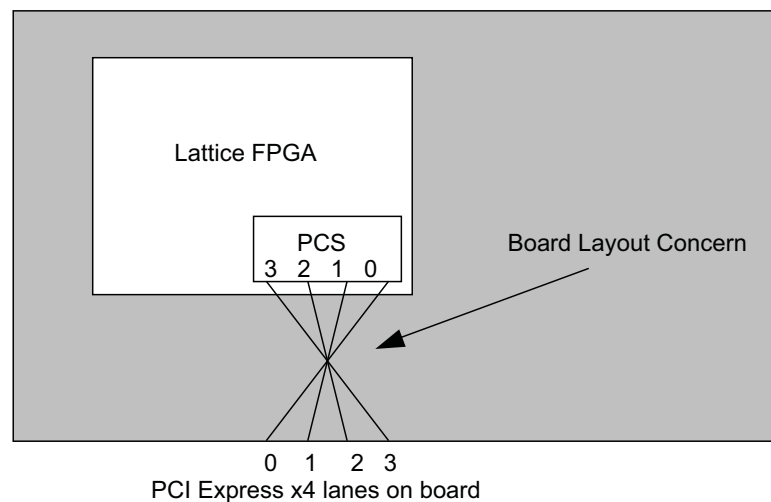 Lattice FPGA
PCS
3 2 1 0
Board Layout Concern
0 1 2 3
PCI Express x4 lanes on board